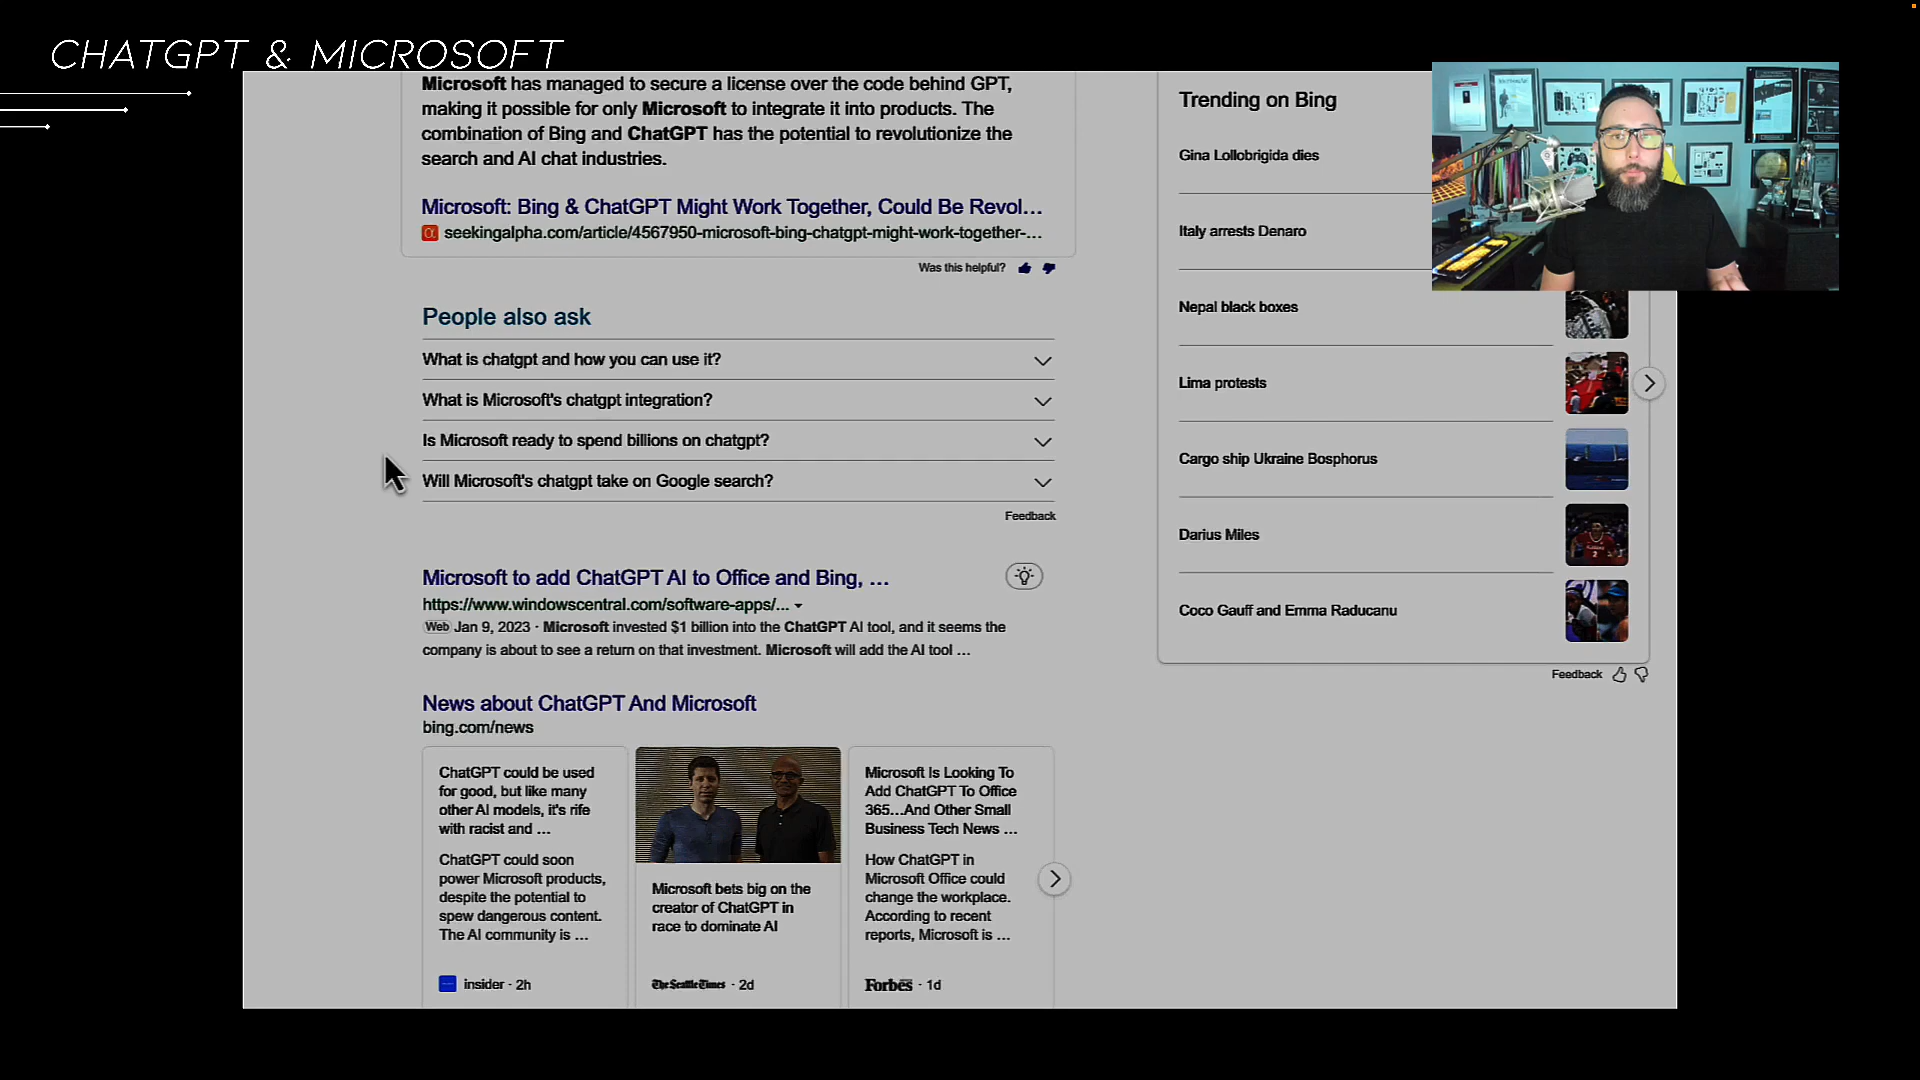 CHATGPT & MICROSOFT
Microsoft has managed to secure a license over the code behind GPT,
making it possible for only Microsoft to integrate it into products. The
combination of Bing and ChatGPT has the potential to revolutionize the
search and AI chat industries.
Microsoft: Bing & ChatGPT Might Work Together, Could Be Revol...
seekingalpha.com/article/4567950-microsoft-bing-chatgpt-might-work-together-...
Was this helpful?
People also ask
What is chatgpt and how you can use it?
What is Microsoft's chatgpt integration?
Is Microsoft ready to spend billions on chatgpt?
Will Microsoft's chatgpt take on Google search?
Feedback
Microsoft to add ChatGPT AI to Office and Bing, ...
https://www.windowscentral.com/software-apps/...
Web Jan 9, 2023 · Microsoft invested $1 billion into the ChatGPT AI tool, and it seems the
company is about to see a return on that investment. Microsoft will add the AI tool ...
News about ChatGPT And Microsoft
bing.com/news
ChatGPT could be used
for good, but like many
other AI models, it's rife
with racist and ...
ChatGPT could soon
power Microsoft products,
despite the potential to
spew dangerous content.
The AI community is ...
insider · 2h
Microsoft bets big on the
creator of ChatGPT in
race to dominate AI
The Seattle Times · 2d
Microsoft Is Looking To
Add ChatGPT To Office
365...And Other Small
Business Tech News ...
How ChatGPT in
Microsoft Office could
change the workplace.
According to recent
reports, Microsoft is ...
Forbes · 1d
Trending on Bing
Gina Lollobrigida dies
Italy arrests Denaro
Nepal black boxes
Lima protests
Cargo ship Ukraine Bosphorus
Darius Miles
Coco Gauff and Emma Raducanu
Feedback